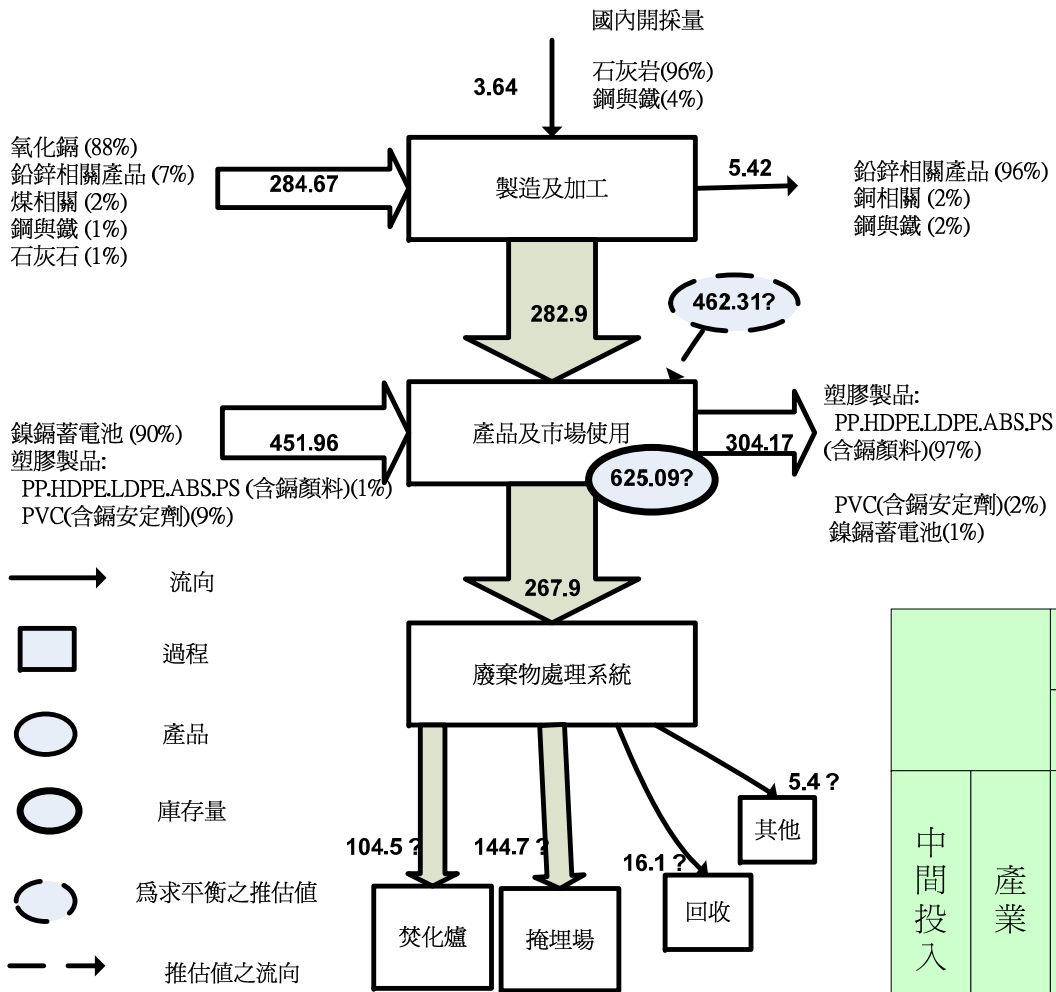 國內開採量
石灰岩(96%)
鋼與鐵(4%)
3.64
氧化鎘 (88%)
鉛鋅相關產品 (7%)
煤相關 (2%)
鋼與鐵 (1%)
石灰石 (1%)
284.67
製造及加工
5.42
鉛鋅相關產品 (96%)
銅相關 (2%)
鋼與鐵 (2%)
282.9
462.31?
鎳鎘蓄電池 (90%)
塑膠製品:
PP.HDPE.LDPE.ABS.PS (含鎘顏料)(1%)
PVC(含鎘安定劑)(9%)
451.96
產品及市場使用
625.09?
304.17
塑膠製品:
PP.HDPE.LDPE.ABS.PS
(含鎘顏料)(97%)
PVC(含鎘安定劑)(2%)
鎳鎘蓄電池(1%)
267.9
廢棄物處理系統
104.5 ?
144.7 ?
16.1 ?
5.4 ?
焚化爐
掩埋場
回收
其他
流向
過程
產品
庫存量
爲求平衡之推估値
推估値之流向
中間投入
產業